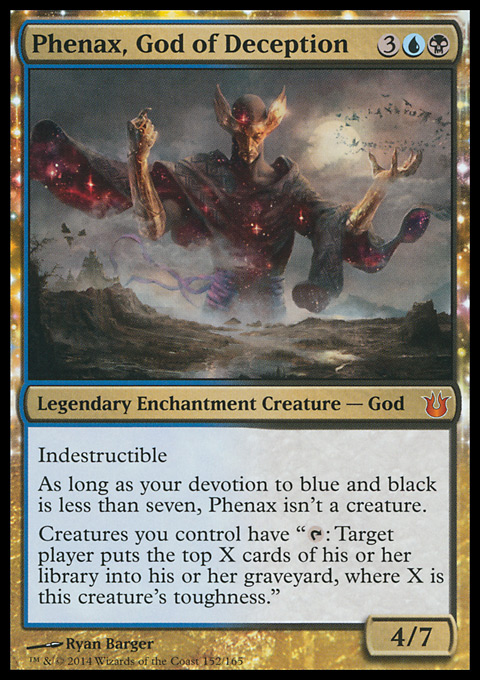 Phenax, God of Deception 3
Legendary Enchantment Creature — God
Indestructible
As long as your devotion to blue and black
is less than seven, Phenax isn't a creature.
Creatures you control have “: Target
player puts the top X cards of his or her
library into his or her graveyard, where X is
this creature's toughness.”
4/7
Ryan Barger
™ & © 2014 Wizards of the Coast 152/165